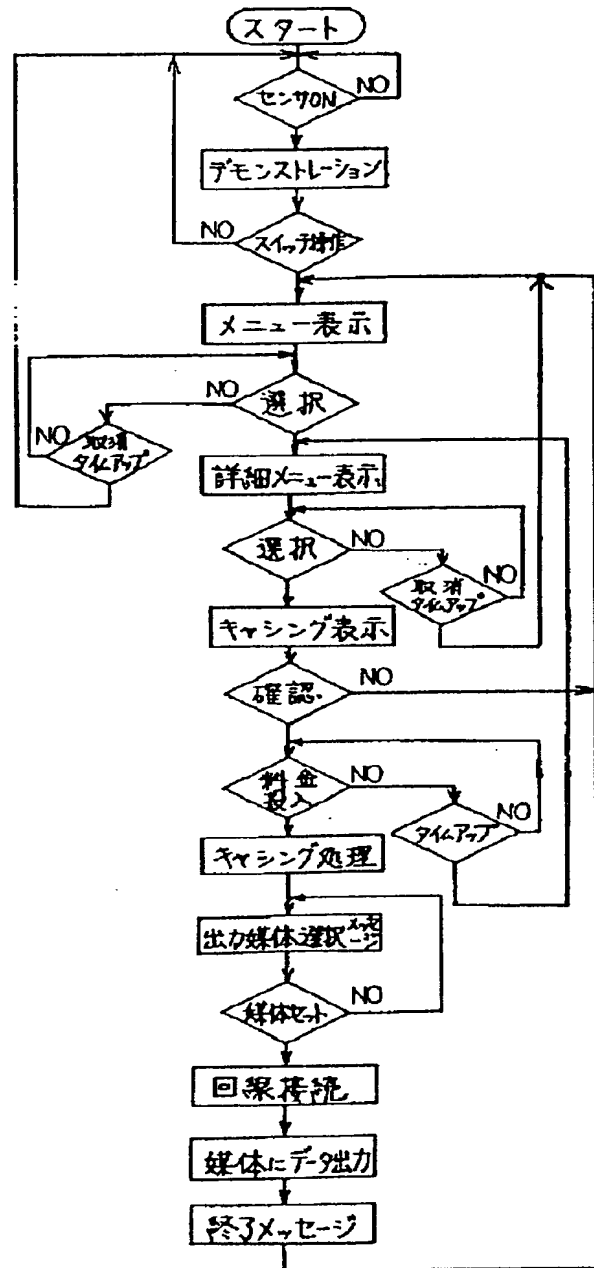 スタート
センサON
NO
デモンストレーション
NO
スイッチ操作
メニュー表示
NO
選択
NO
取消
タイムアップ
詳細メニュー表示
選択
NO
取消
タイムアップ
NO
キャシング表示
確認
NO
料金
投入
NO
タイムアップ
NO
キャシング処理
出力媒体選択メッセージ
媒体セット
NO
回線接続
媒体にデータ出力
終了メッセージ